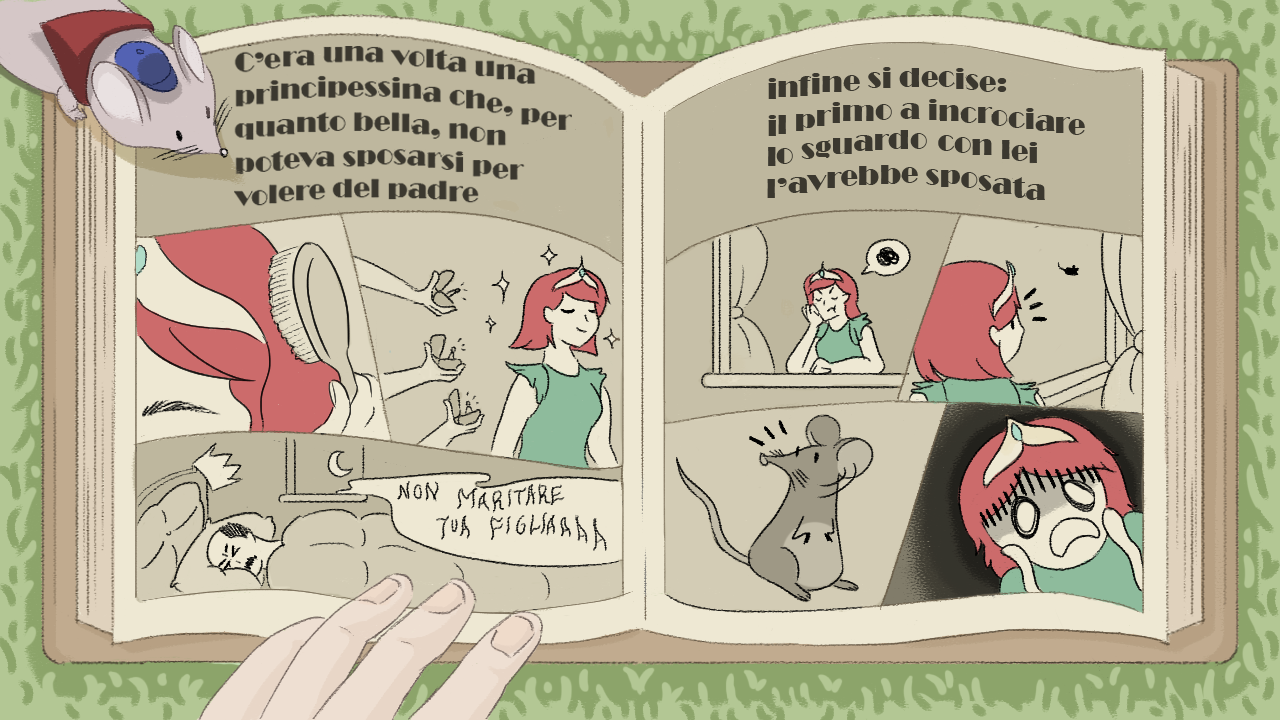 C'era una volta una
principessina che, per
quanto bella, non
poteva sposarsi per
volere del padre
NON MARITARE
TUA FIGLIAAAA
infine si decise:
il primo a incrociare
lo sguardo con lei
l'avrebbe sposata